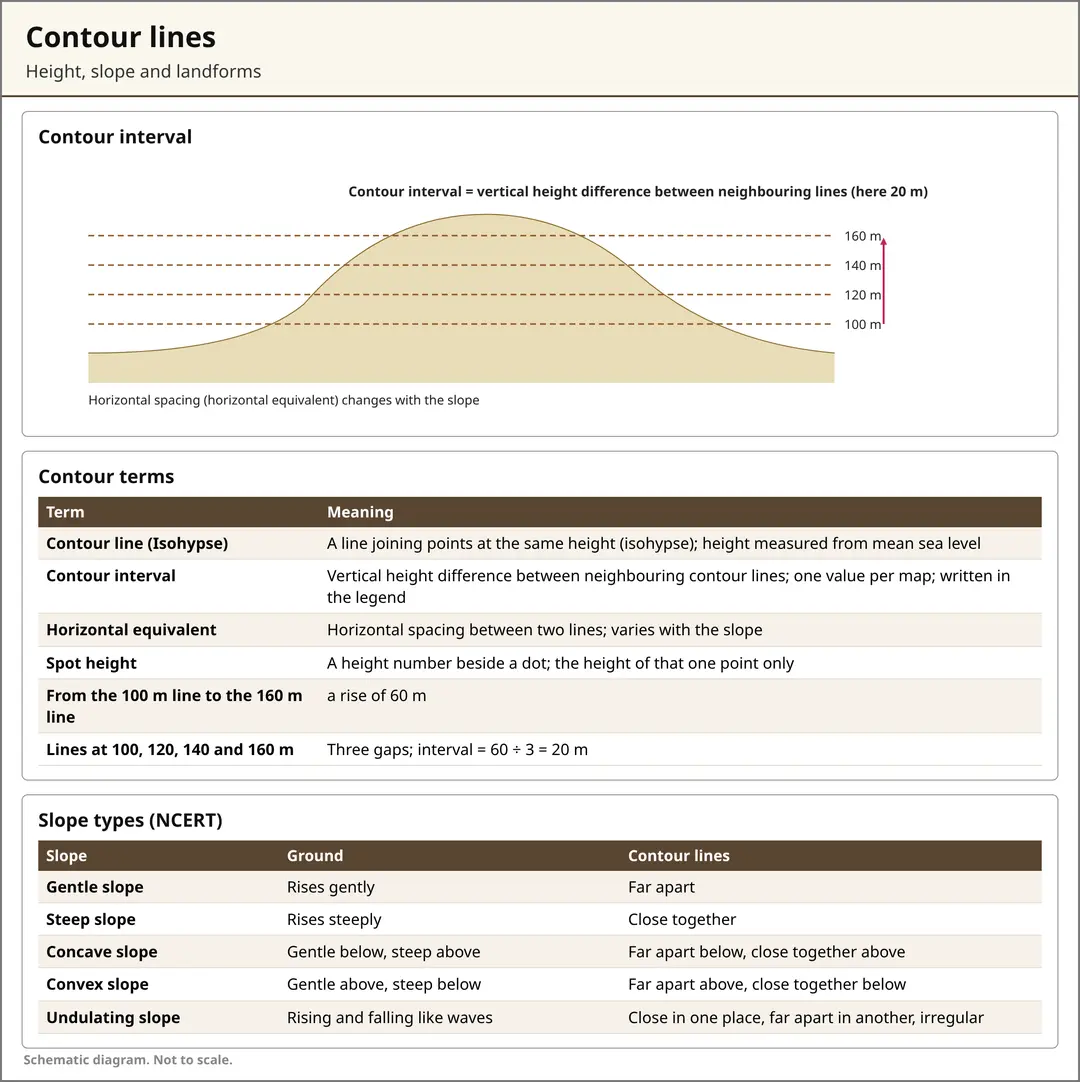 Contour lines
Height, slope and landforms
Contour interval
Contour interval = vertical height difference between neighbouring lines (here 20 m)
160 m
140 m
120 m
100 m
Horizontal spacing (horizontal equivalent) changes with the slope
Contour terms
Term Meaning
Contour line (Isohypse) A line joining points at the same height (isohypse); height measured from mean sea level
Contour interval Vertical height difference between neighbouring contour lines; one value per map; written in
the legend
Horizontal equivalent Horizontal spacing between two lines; varies with the slope
Spot height A height number beside a dot; the height of that one point only
From the 100 m line to the 160 m a rise of 60 m
line
Lines at 100, 120, 140 and 160 m Three gaps; interval = 60 ÷ 3 = 20 m
Slope types (NCERT)
Slope Ground Contour lines
Gentle slope Rises gently Far apart
Steep slope Rises steeply Close together
Concave slope Gentle below, steep above Far apart below, close together above
Convex slope Gentle above, steep below Far apart above, close together below
Undulating slope Rising and falling like waves Close in one place, far apart in another, irregular
Schematic diagram. Not to scale.